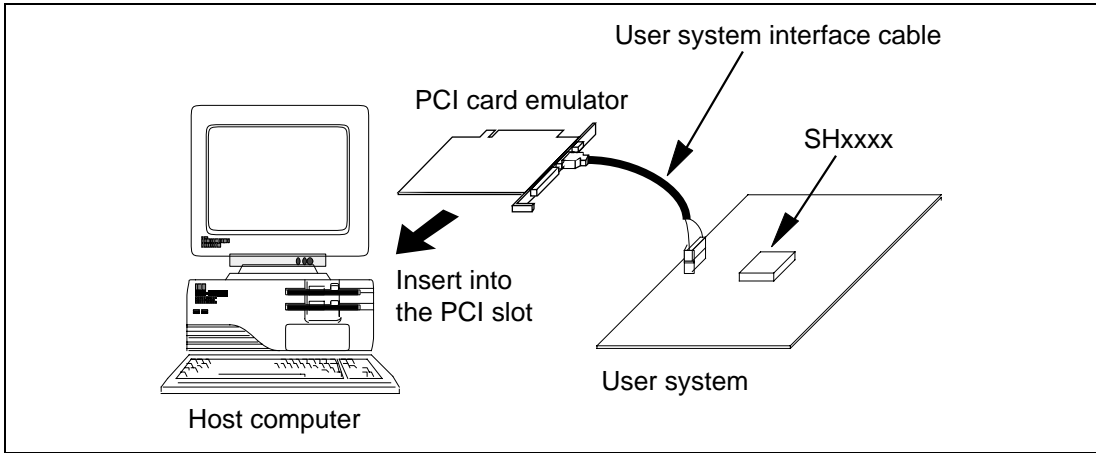 User system interface cable
PCI card emulator
SHxxxx
Insert into
the PCI slot
User system
Host computer